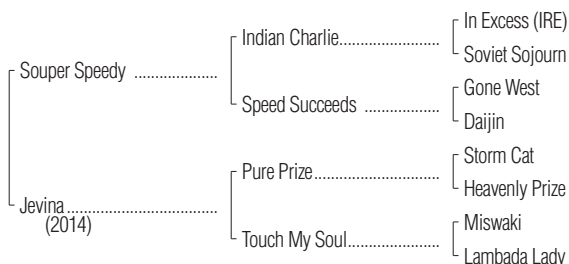 In Excess (IRE)
Indian Charlie....................
Soviet Sojourn
Souper Speedy ..................
Gone West
Speed Succeeds ................
Daijin
Storm Cat
Pure Prize.........................
Heavenly Prize
Jevina................................
(2014)
Miswaki
Touch My Soul...................
Lambada Lady